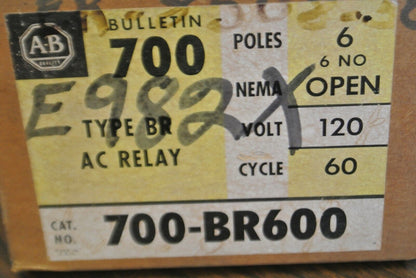 A-B
QUALITY
BULLETIN
700
TYPE BR
AC RELAY
POLES 6
6 NO
NEMA OPEN
VOLT 120
CYCLE 60
E982X
CAT. NO. 700-BR600